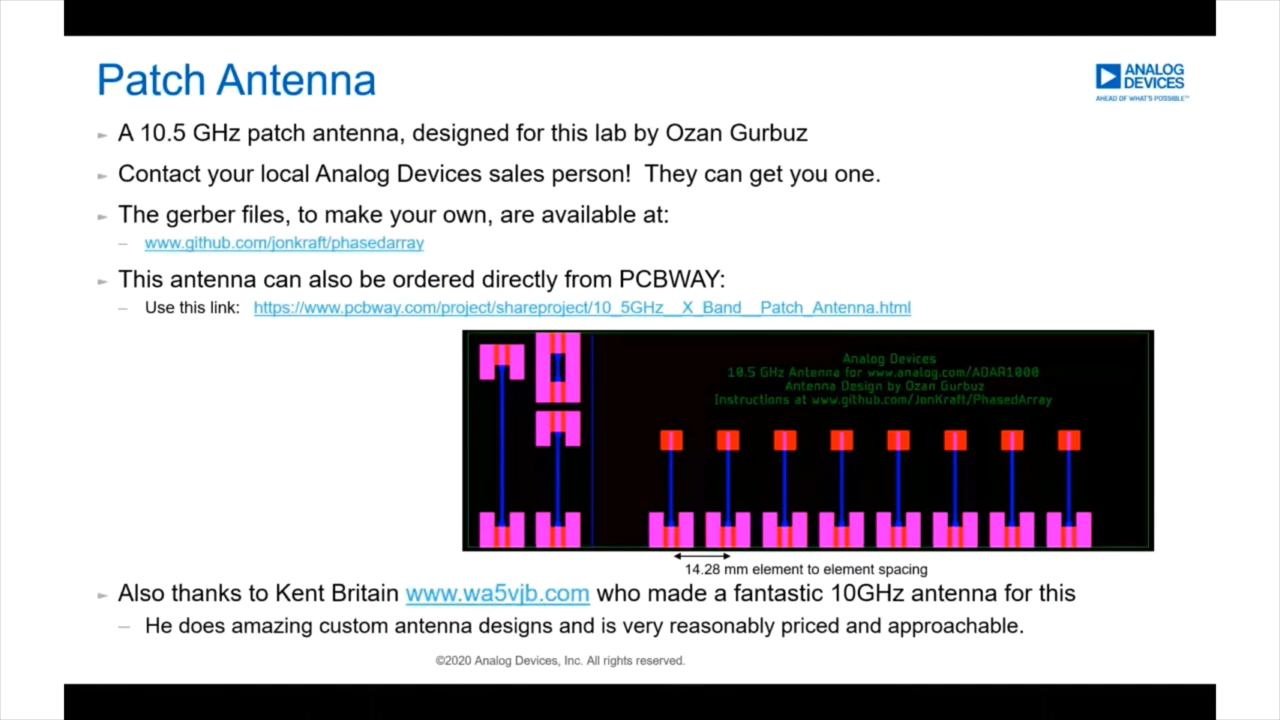 Patch Antenna
ANALOG
DEVICES
AHEAD OF WHAT'S POSSIBLE™
A 10.5 GHz patch antenna, designed for this lab by Ozan Gurbuz
Contact your local Analog Devices sales person!  They can get you one.
The gerber files, to make your own, are available at:
– www.github.com/jonkraft/phasedarray
This antenna can also be ordered directly from PCBWAY:
– Use this link: https://www.pcbway.com/project/shareproject/10_5GHz__X_Band__Patch_Antenna.html
Analog Devices
10.5 GHz Antenna for www.analog.com/ADAR1000
Antenna Design by Ozan Gurbuz
Instructions at www.github.com/JonKraft/PhasedArray
14.28 mm element to element spacing
Also thanks to Kent Britain www.wa5vjb.com who made a fantastic 10GHz antenna for this
– He does amazing custom antenna designs and is very reasonably priced and approachable.
©2020 Analog Devices, Inc. All rights reserved.